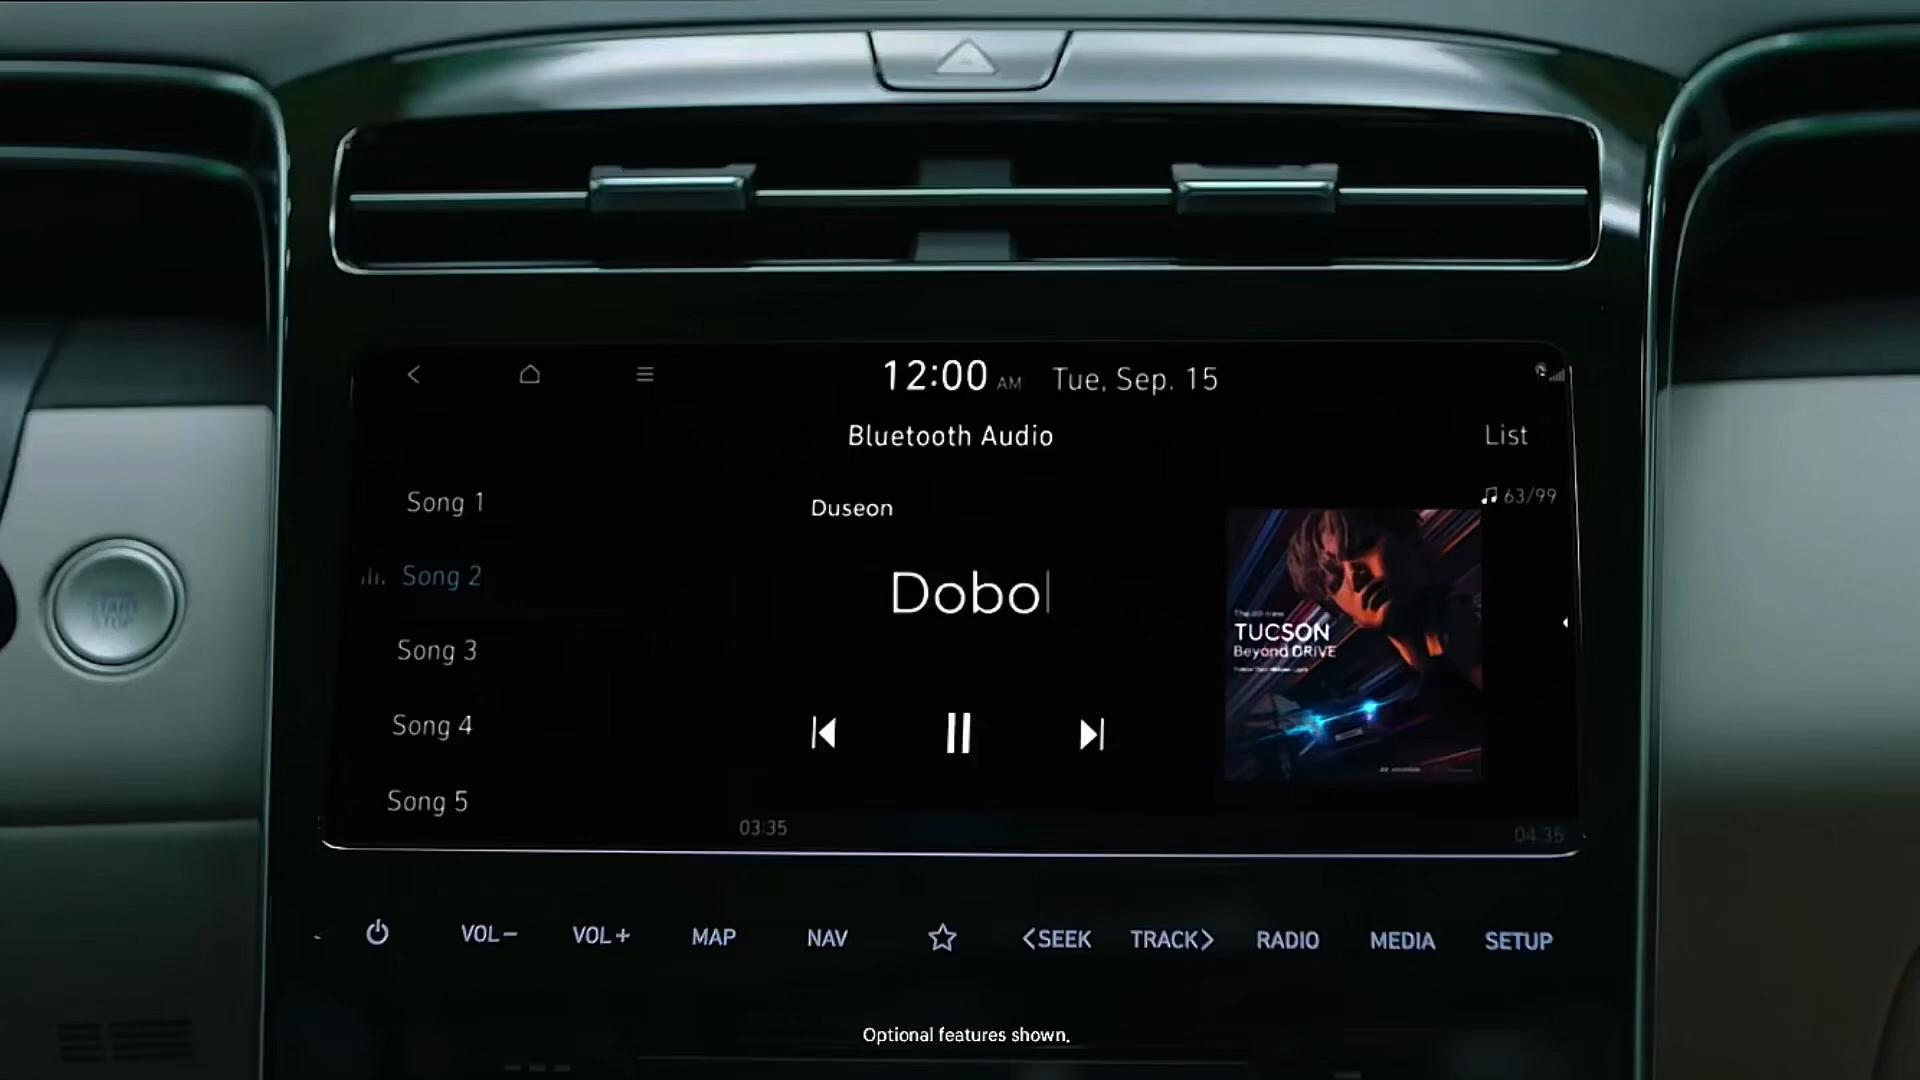 12:00 AM Tue, Sep. 15
Bluetooth Audio
List
63/99
Song 1
Duseon
Song 2
Dobo
TUCSON
Beyond DRIVE
Song 3
Song 4
Song 5
03:35
04:35
VOL−
VOL+
MAP
NAV
<SEEK
TRACK>
RADIO
MEDIA
SETUP
START
STOP
Optional features shown.